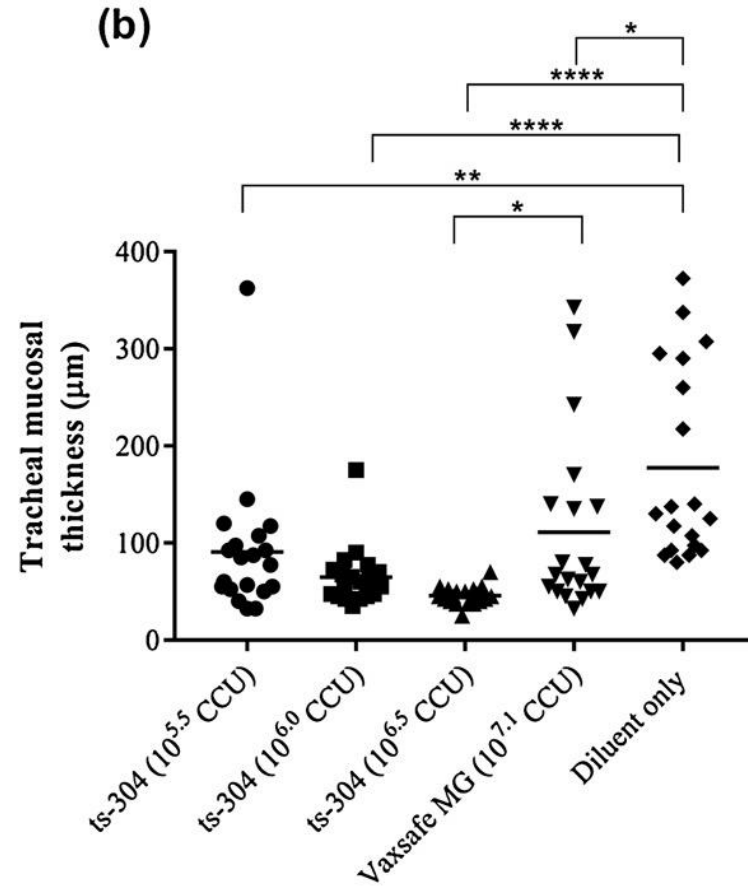 (b)
*
****
****
**
*
400
300
200
100
0
Tracheal mucosal
thickness (μm)
ts-304 (10^5.5 CCU)
ts-304 (10^6.0 CCU)
ts-304 (10^6.5 CCU)
Vaxsafe MG (10^7.1 CCU)
Diluent only